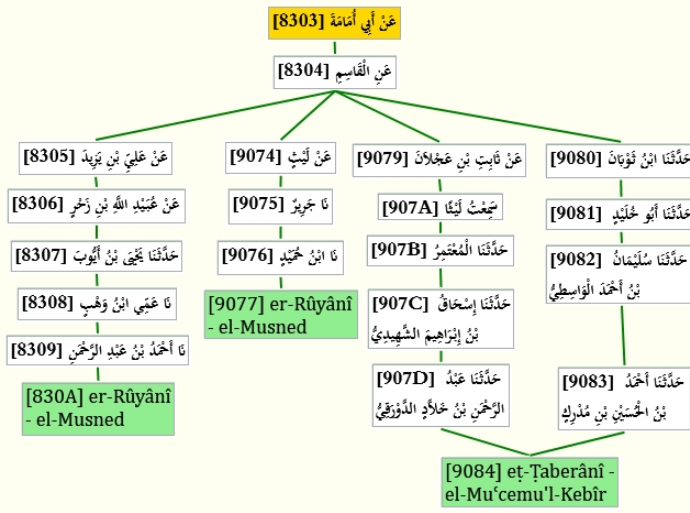 عَنْ أَبِي أُمَامَةَ [8303]
عَنِ الْقَاسِمِ [8304]
عَنْ عَلِيِّ بْنِ يَزِيدَ [8305]
عَنْ عُبَيْدِ اللَّهِ بْنِ زَحْرٍ [8306]
حَدَّثَنَا يَحْيَى بْنُ أَيُّوبَ [8307]
نَا عَمِّي ابْنُ وَهْبٍ [8308]
نَا أَحْمَدُ بْنُ عَبْدِ الرَّحْمَنِ [8309]
[830A] er-Rûyânî
- el-Musned
عَنْ لَيْثٍ [9074]
نَا جَرِيرٌ [9075]
نَا ابْنُ حُمَيْدٍ [9076]
[9077] er-Rûyânî
- el-Musned
عَنْ ثَابِتِ بْنِ عَجْلَانَ [9079]
سَمِعْتُ لَيْثًا [907A]
حَدَّثَنَا الْمُعْتَمِرُ [907B]
حَدَّثَنَا إِسْحَاقُ [907C]
بْنُ إِبْرَاهِيمَ الشَّهِيدِيُّ
حَدَّثَنَا عَبْدُ [907D]
الرَّحْمَنِ بْنُ خَلَّادٍ الدَّوْرَقِيُّ
حَدَّثَنَا ابْنُ ثَوْبَانَ [9080]
حَدَّثَنَا أَبُو خُلَيْدٍ [9081]
حَدَّثَنَا سُلَيْمَانُ [9082]
بْنُ أَحْمَدَ الْوَاسِطِيُّ
حَدَّثَنَا أَحْمَدُ [9083]
بْنُ الْحُسَيْنِ بْنِ مُدْرِكٍ
[9084] eṭ-Ṭaberânî -
el-Muʿcemu'l-Kebîr